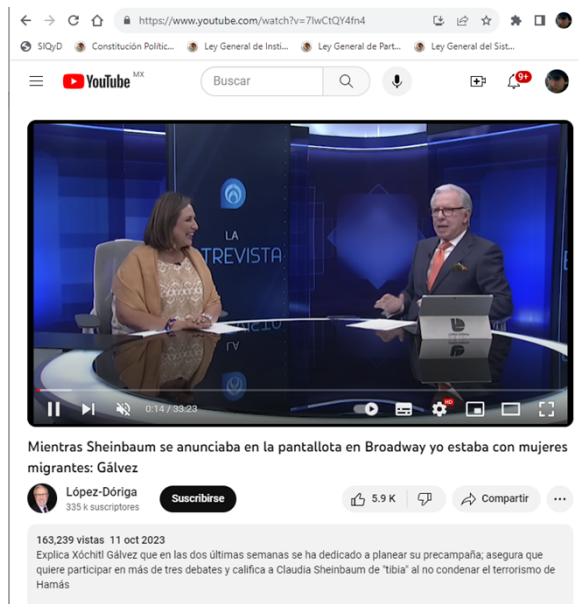 https://www.youtube.com/watch?v=7lwCtQY4fn4
SIQyD Constitución Polític... Ley General de Insti... Ley General de Part... Ley General del Sist...
YouTube MX Buscar 9+
LA
TREVISTA
0:14 / 33:23 HD
Mientras Sheinbaum se anunciaba en la pantallota en Broadway yo estaba con mujeres
migrantes: Gálvez
López-Dóriga
335 k suscriptores
Suscribirse
5.9 K
Compartir
163,239 vistas 11 oct 2023
Explica Xóchitl Gálvez que en las dos últimas semanas se ha dedicado a planear su precampaña; asegura que
quiere participar en más de tres debates y califica a Claudia Sheinbaum de "tibia" al no condenar el terrorismo de
Hamás